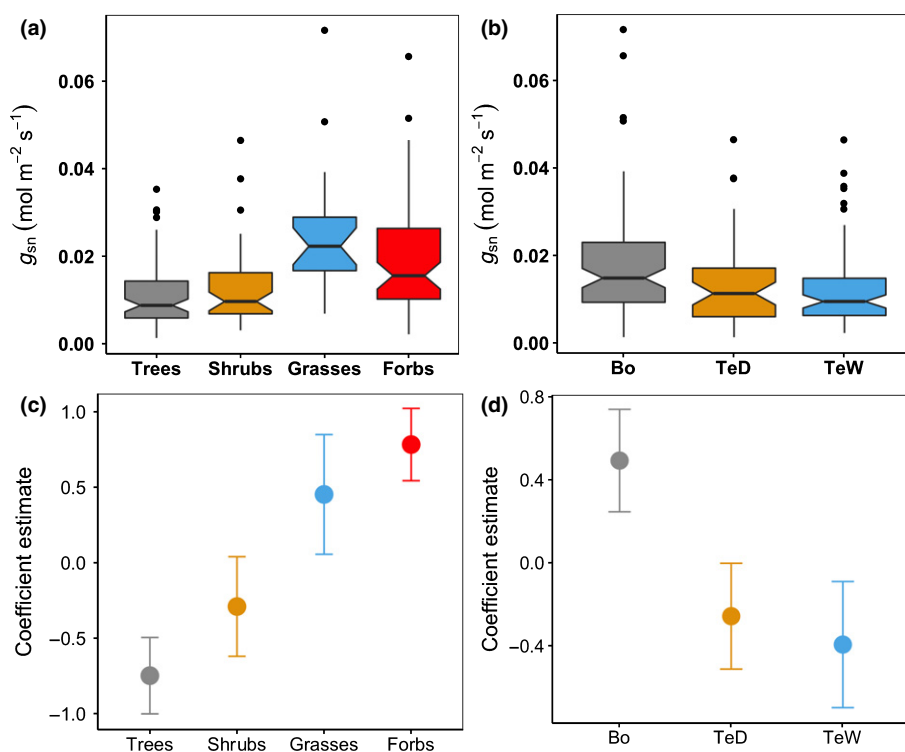 (a)
0.06
0.04
0.02
0.00
gsn (mol m−2 s−1)
Trees Shrubs Grasses Forbs
(b)
0.06
0.04
0.02
0.00
gsn (mol m−2 s−1)
Bo TeD TeW
(c)
1.0
0.5
0.0
−0.5
−1.0
Coefficient estimate
Trees Shrubs Grasses Forbs
(d)
0.8
0.4
0.0
−0.4
Coefficient estimate
Bo TeD TeW